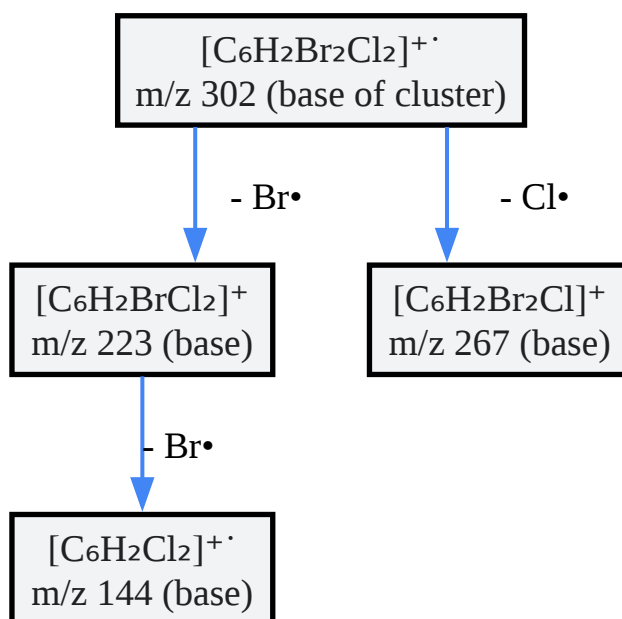 [C₆H₂Br₂Cl₂]⁺˙
m/z 302 (base of cluster)
- Br•
- Cl•
[C₆H₂BrCl₂]⁺
m/z 223 (base)
[C₆H₂Br₂Cl]⁺
m/z 267 (base)
- Br•
[C₆H₂Cl₂]⁺˙
m/z 144 (base)